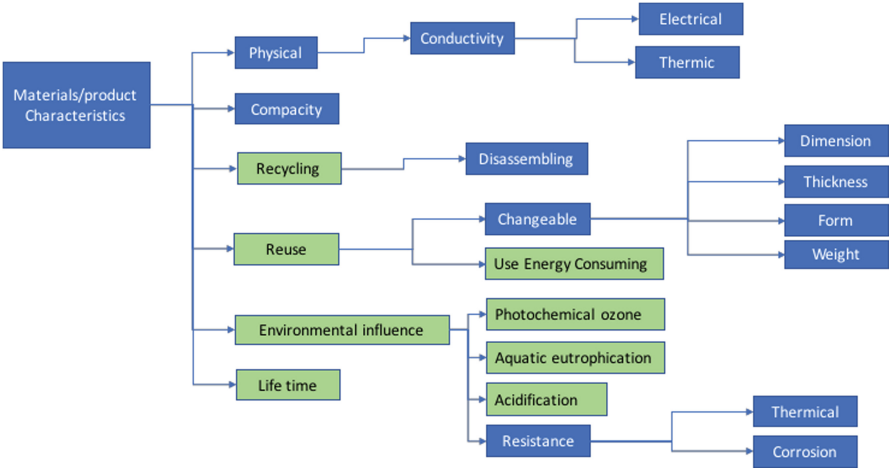 Materials/product
Characteristics
Physical
Conductivity
Electrical
Thermic
Compacity
Recycling
Disassembling
Reuse
Changeable
Dimension
Thickness
Form
Weight
Use Energy Consuming
Environmental influence
Photochemical ozone
Aquatic eutrophication
Acidification
Resistance
Thermical
Corrosion
Life time